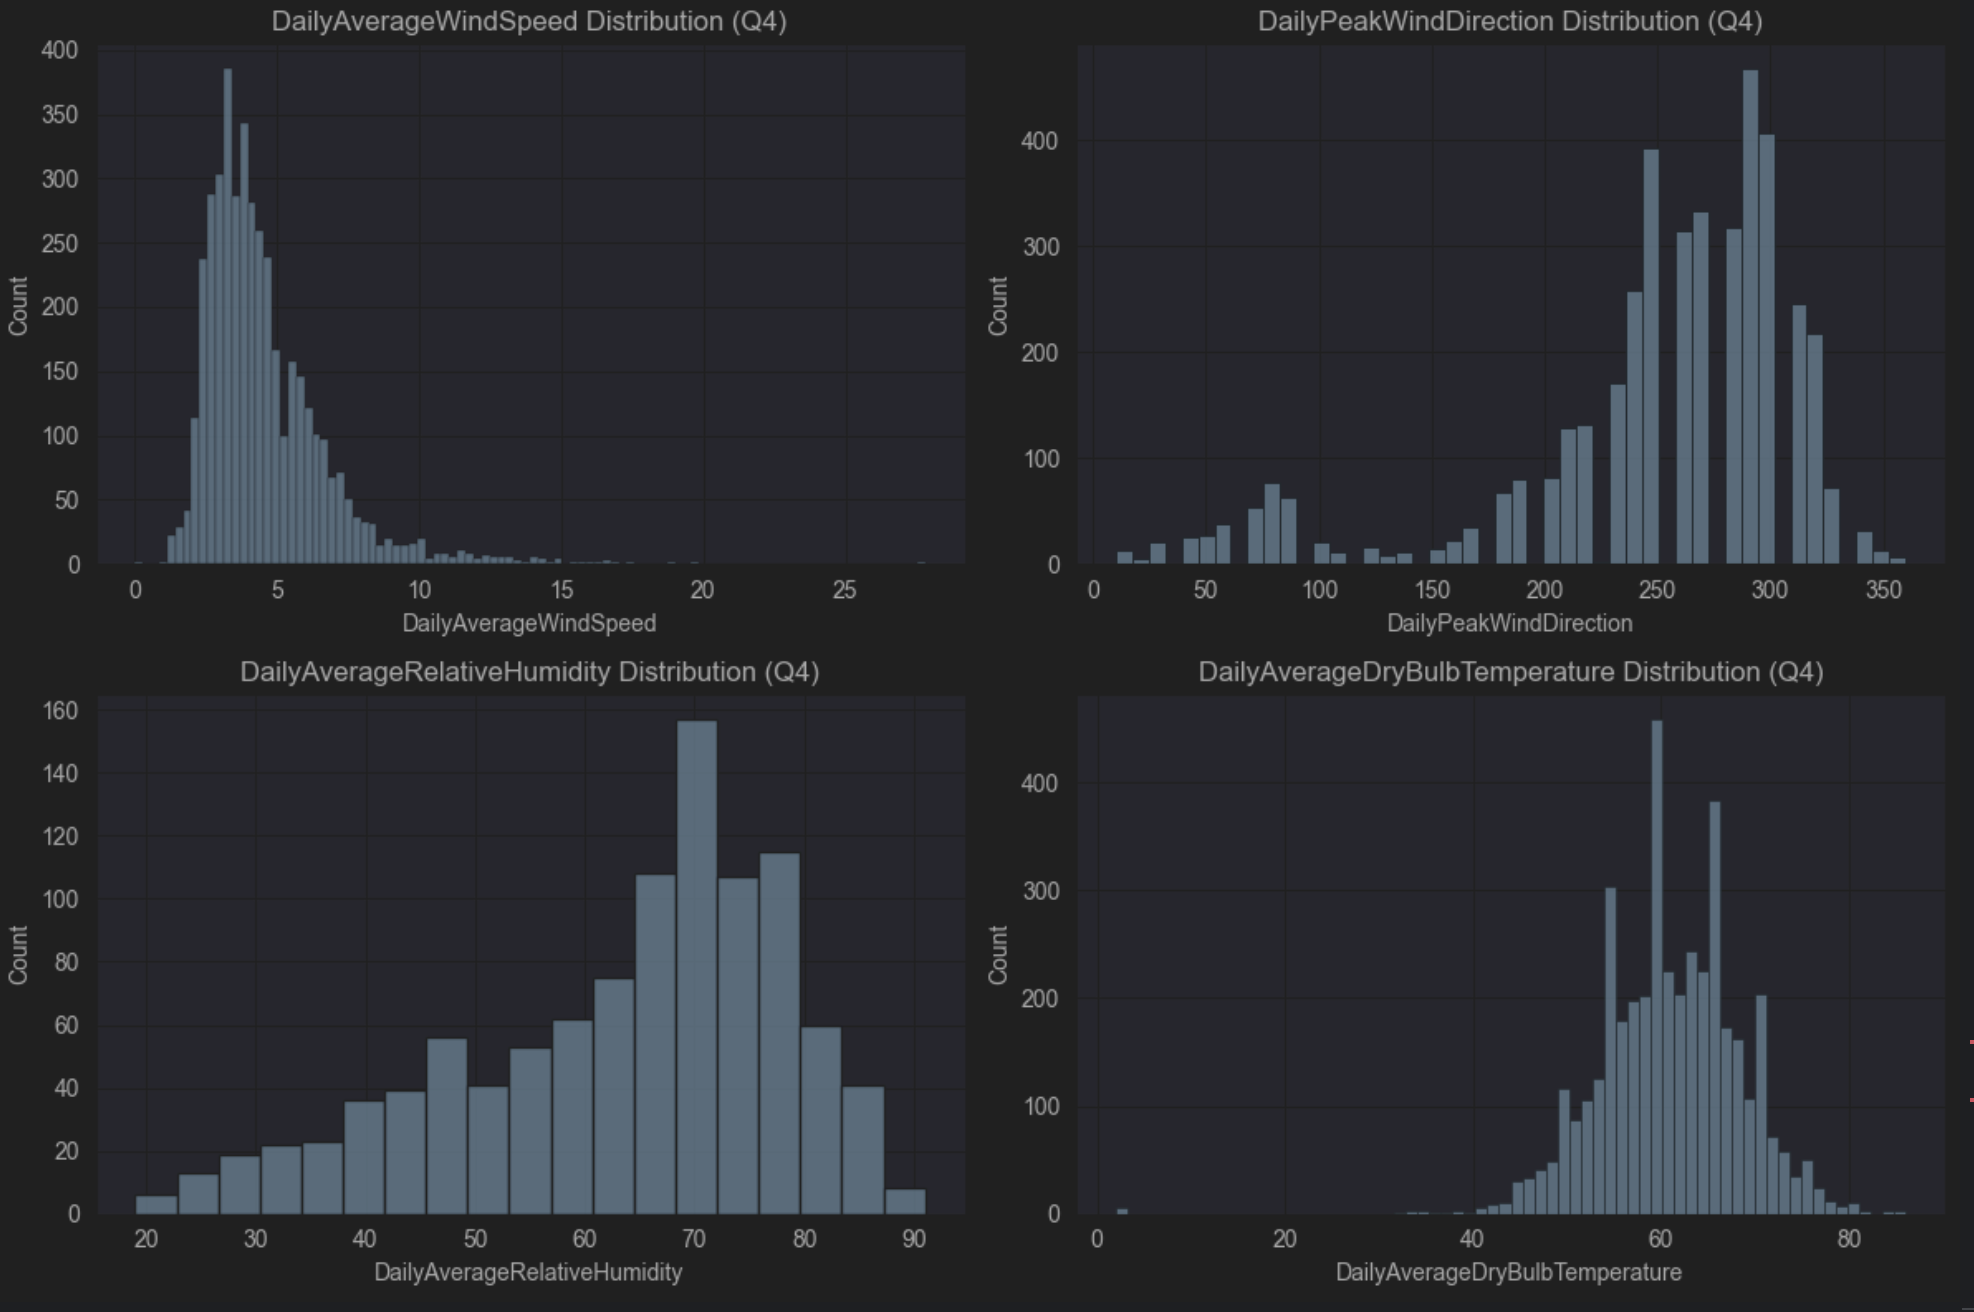 DailyAverageWindSpeed Distribution (Q4)
400
350
300
250
200
150
100
50
0
Count
0 5 10 15 20 25
DailyAverageWindSpeed
DailyPeakWindDirection Distribution (Q4)
400
300
200
100
0
Count
0 50 100 150 200 250 300 350
DailyPeakWindDirection
DailyAverageRelativeHumidity Distribution (Q4)
160
140
120
100
80
60
40
20
0
Count
20 30 40 50 60 70 80 90
DailyAverageRelativeHumidity
DailyAverageDryBulbTemperature Distribution (Q4)
400
300
200
100
0
Count
0 20 40 60 80
DailyAverageDryBulbTemperature